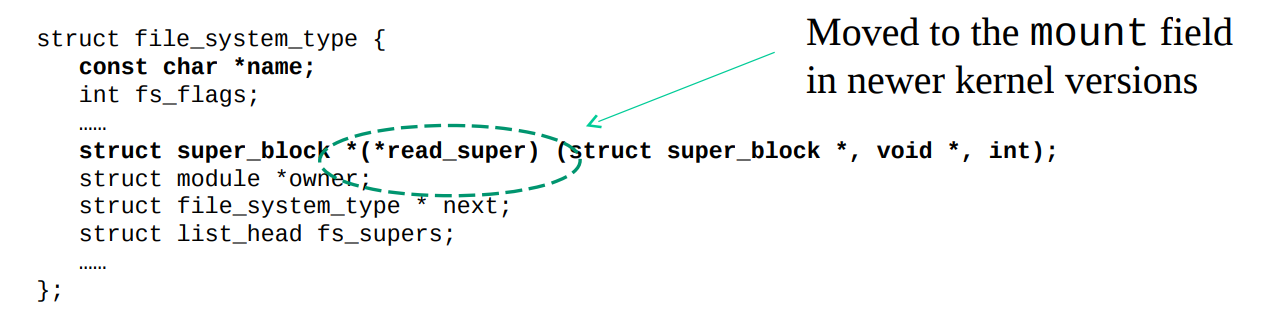 struct file_system_type {
const char *name;
int fs_flags;
……
struct super_block *(*read_super) (struct super_block *, void *, int);
struct module *owner;
struct file_system_type * next;
struct list_head fs_supers;
……
};
Moved to the mount field
in newer kernel versions